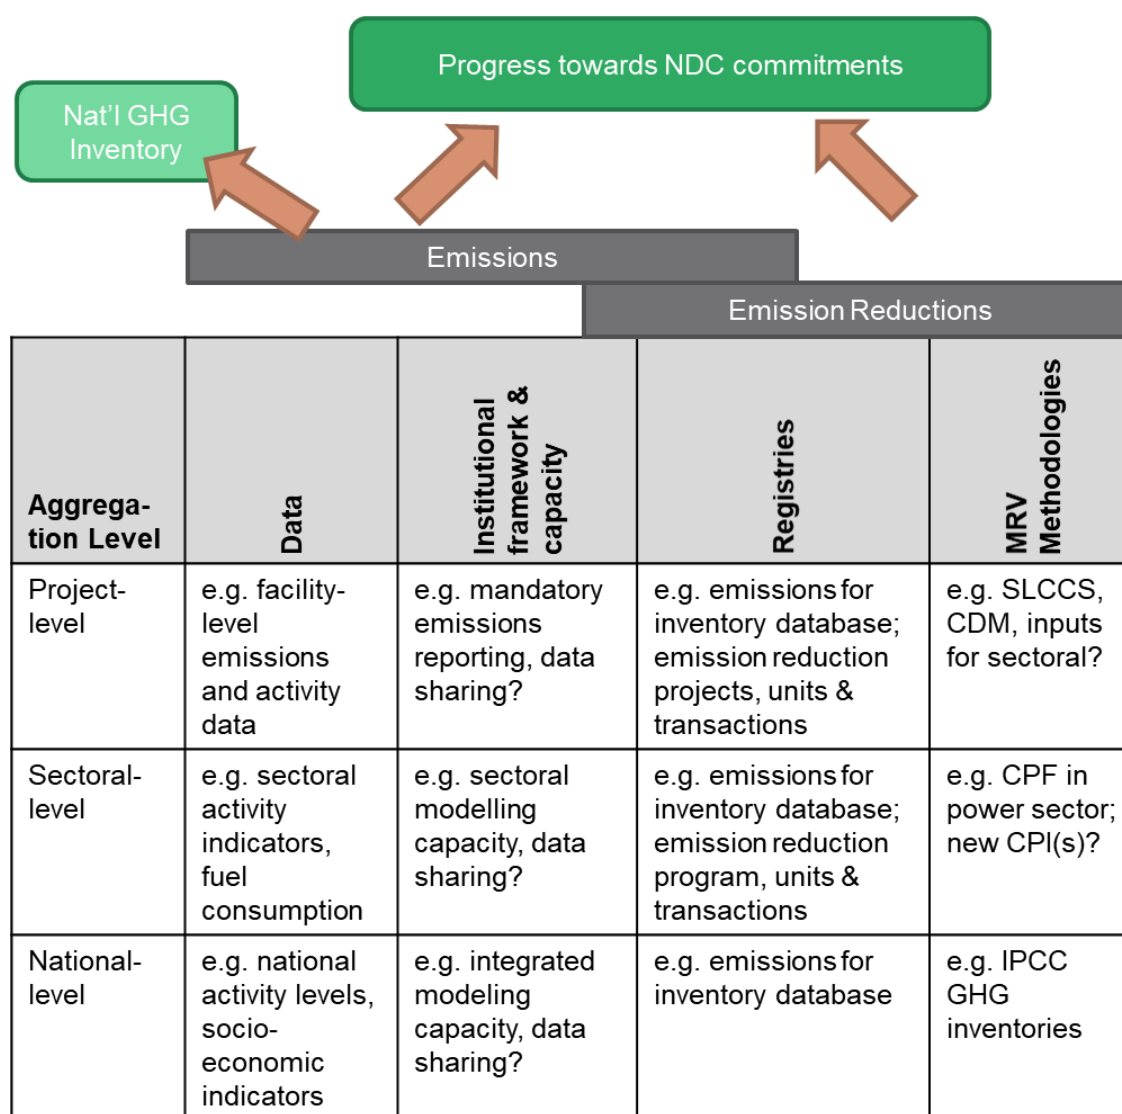 Progress towards NDC commitments
Nat'l GHG
Inventory
Emissions
Emission Reductions
Aggrega-
tion Level
Data
Institutional
framework &
capacity
Registries
MRV
Methodologies
Project-
level
e.g. facility-
level
emissions
and activity
data
e.g. mandatory
emissions
reporting, data
sharing?
e.g. emissions for
inventory database;
emission reduction
projects, units &
transactions
e.g. SLCCS,
CDM, inputs
for sectoral?
Sectoral-
level
e.g. sectoral
activity
indicators,
fuel
consumption
e.g. sectoral
modelling
capacity, data
sharing?
e.g. emissions for
inventory database;
emission reduction
program, units &
transactions
e.g. CPF in
power sector;
new CPI(s)?
National-
level
e.g. national
activity levels,
socio-
economic
indicators
e.g. integrated
modeling
capacity, data
sharing?
e.g. emissions for
inventory database
e.g. IPCC
GHG
inventories